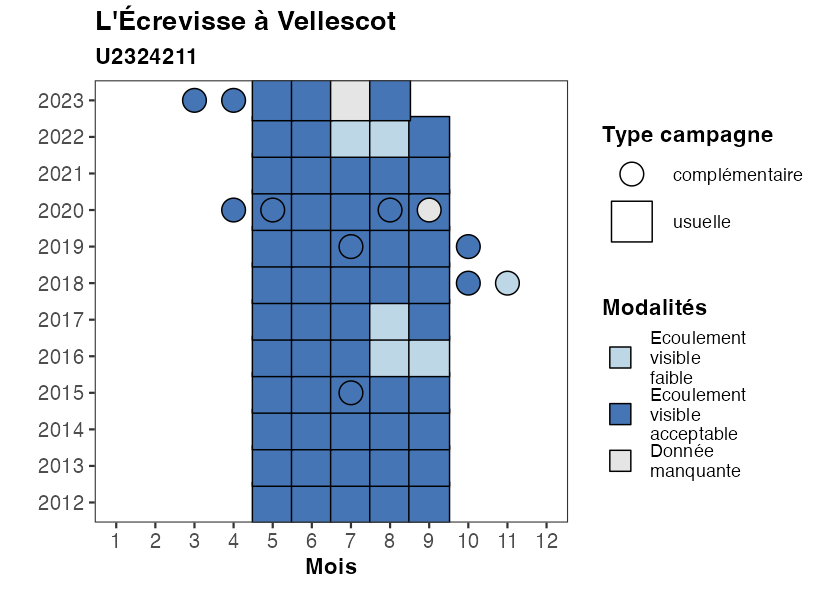 L'Écrevisse à Vellescot
U2324211
2023
2022
2021
2020
2019
2018
2017
2016
2015
2014
2013
2012
1 2 3 4 5 6 7 8 9 10 11 12
Mois
Type campagne
complémentaire
usuelle
Modalités
Ecoulement
visible
faible
Ecoulement
visible
acceptable
Donnée
manquante